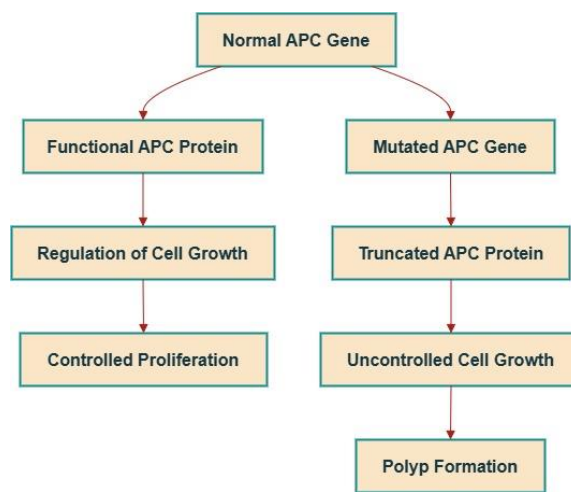 Normal APC Gene
Functional APC Protein
Mutated APC Gene
Regulation of Cell Growth
Truncated APC Protein
Controlled Proliferation
Uncontrolled Cell Growth
Polyp Formation